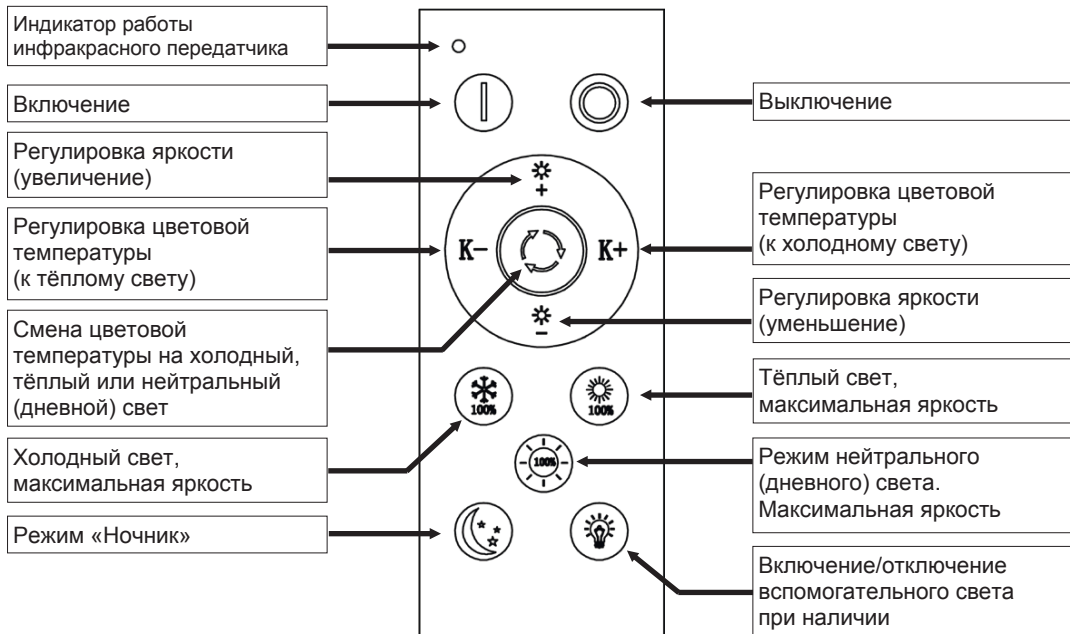 Индикатор работы
инфракрасного передатчика
Включение
Регулировка яркости
(увеличение)
Регулировка цветовой
температуры
(к тёплому свету)
Смена цветовой
температуры на холодный,
тёплый или нейтральный
(дневной) свет
Холодный свет,
максимальная яркость
Режим «Ночник»
+
K−
K+
−
100%
100%
100%
Выключение
Регулировка цветовой
температуры
(к холодному свету)
Регулировка яркости
(уменьшение)
Тёплый свет,
максимальная яркость
Режим нейтрального
(дневного) света.
Максимальная яркость
Включение/отключение
вспомогательного света
при наличии